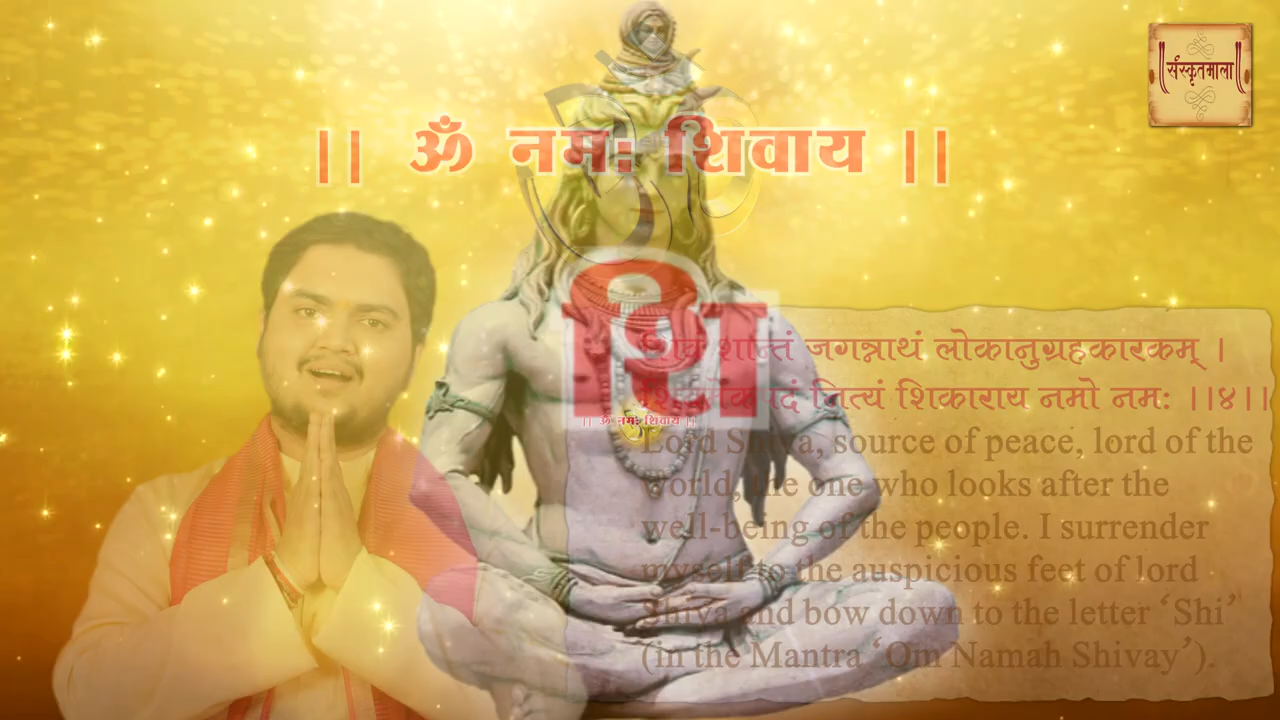 ॥ संस्कृतमाला ॥
|| ॐ नमः शिवाय ||
शि
|| ॐ नमः शिवाय ||
शान्तं जगन्नाथं लोकानुग्रहकारकम् ।
पदं नित्यं शिकाराय नमो नमः ।।४।।
Lord Shiva, source of peace, lord of the
world, the one who looks after the
well-being of the people. I surrender
myself to the auspicious feet of lord
Shiva and bow down to the letter ‘Shi’
(in the Mantra ‘Om Namah Shivay’).